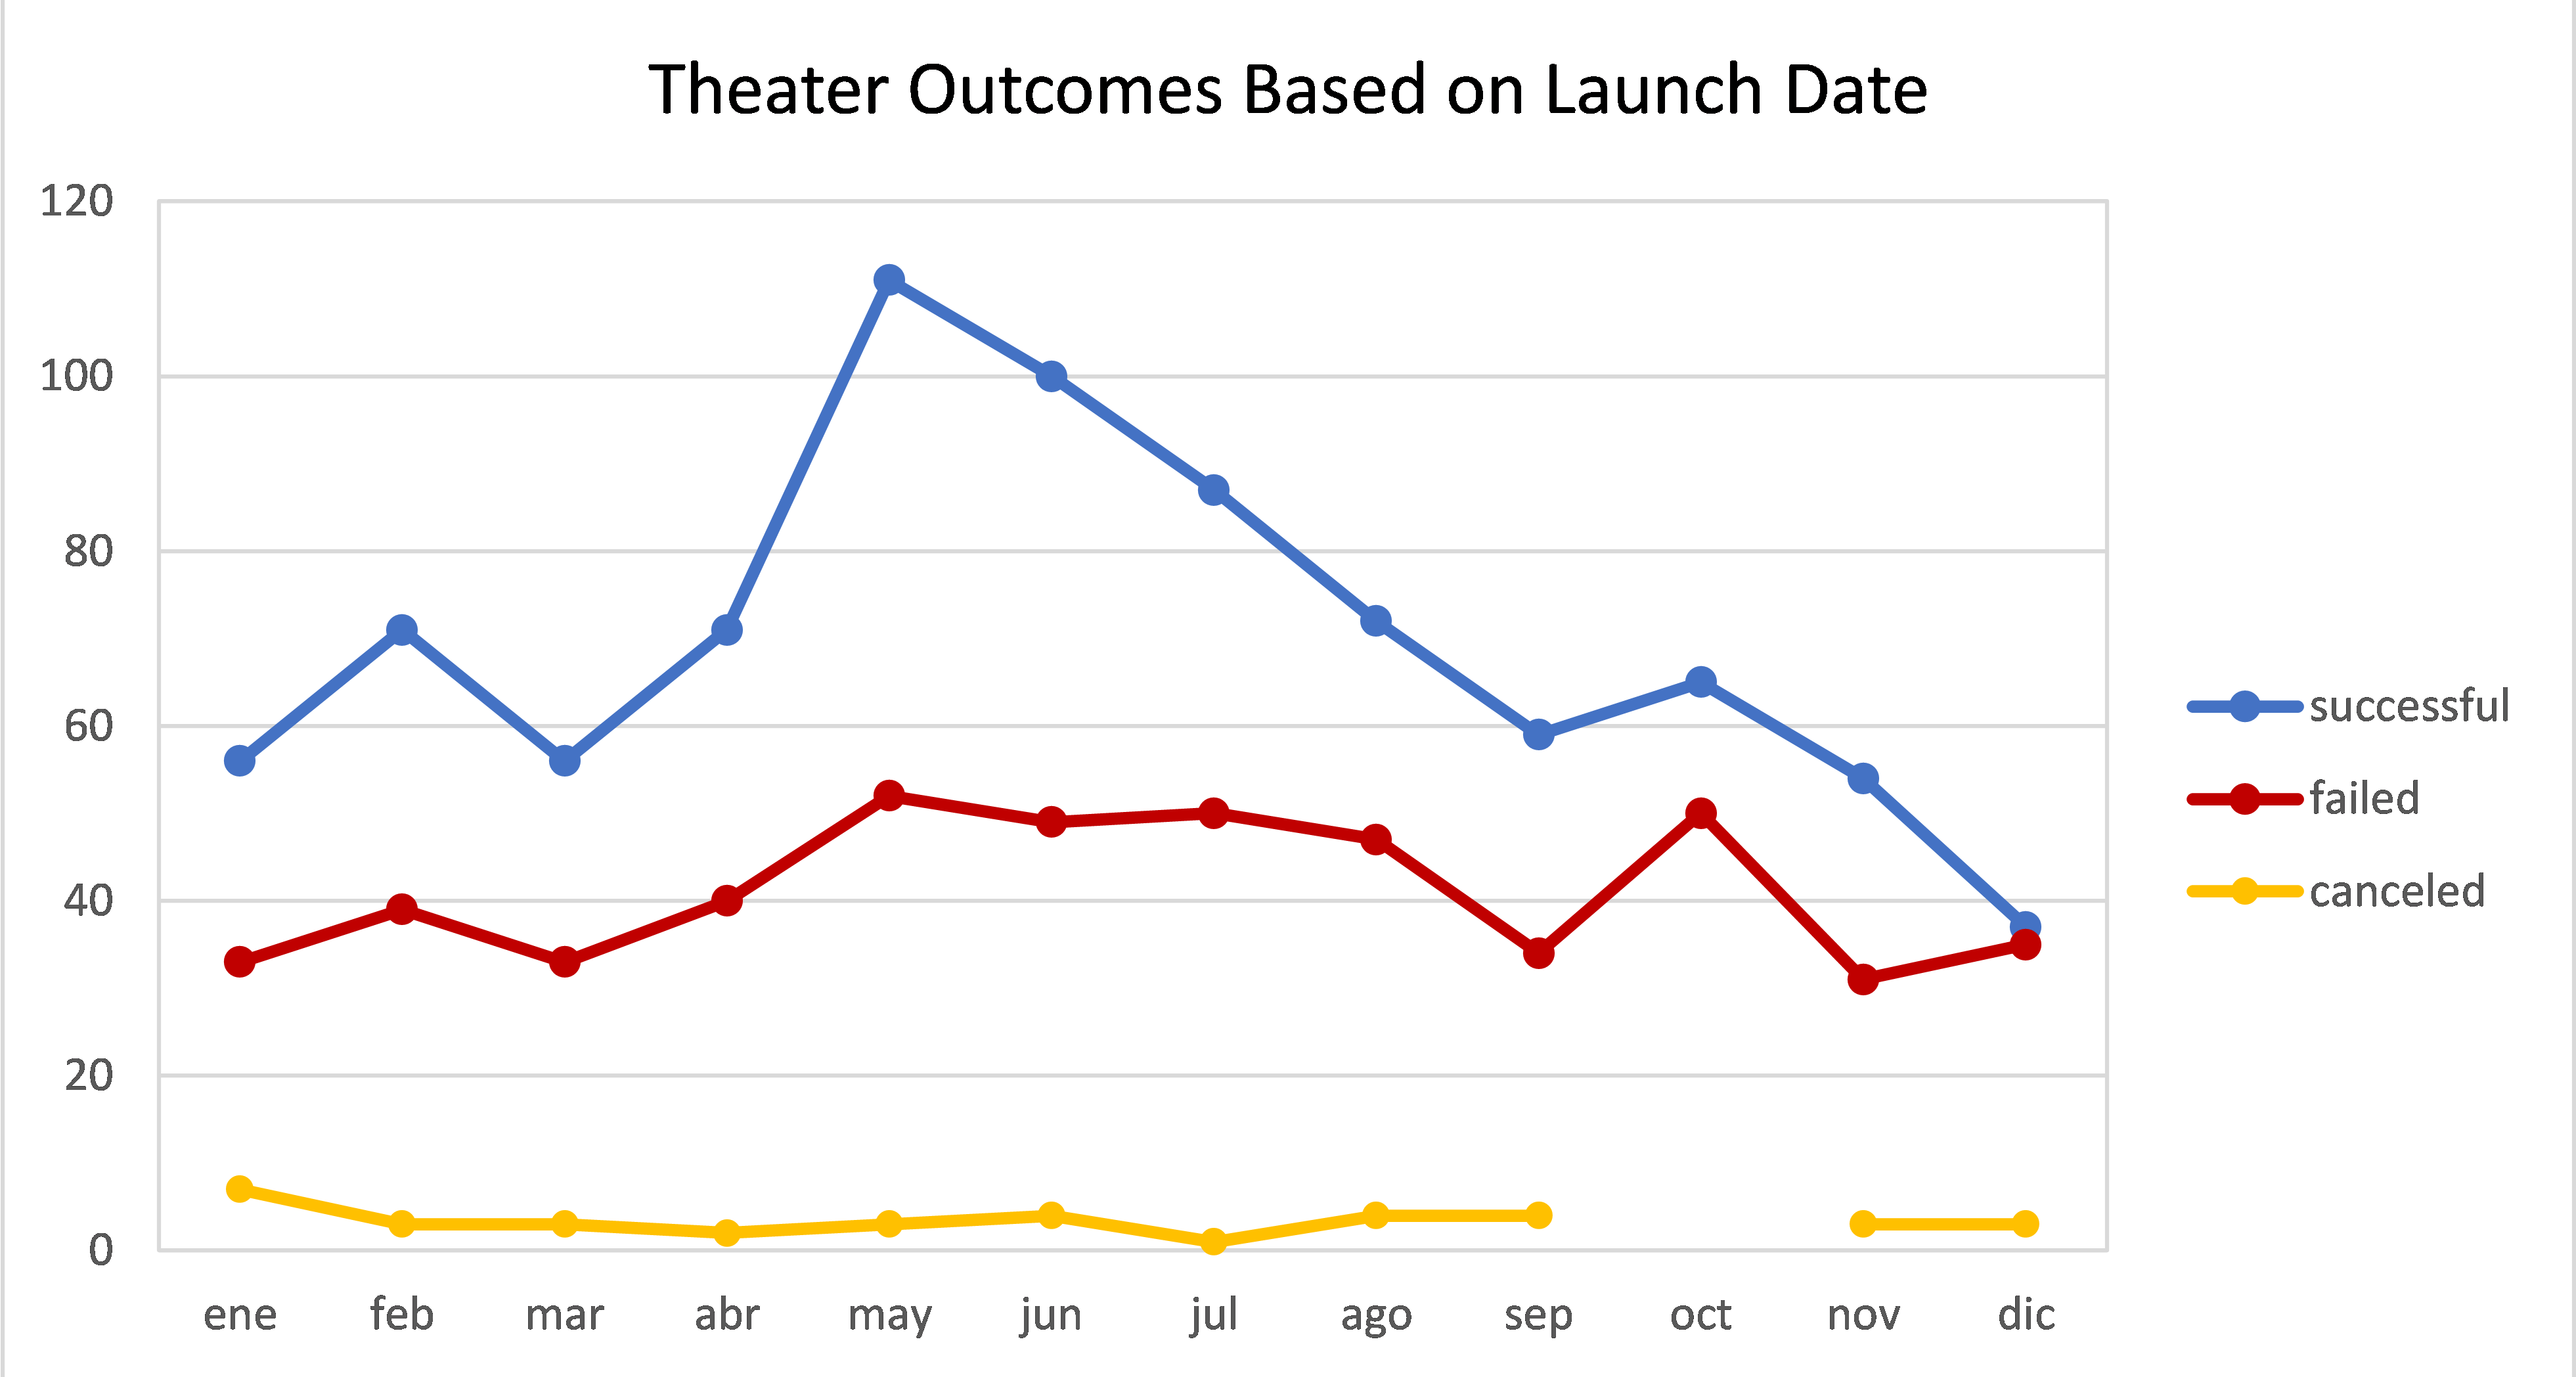 Theater Outcomes Based on Launch Date
120
100
80
60
40
20
0
ene feb mar abr may jun jul ago sep oct nov dic
successful
failed
canceled